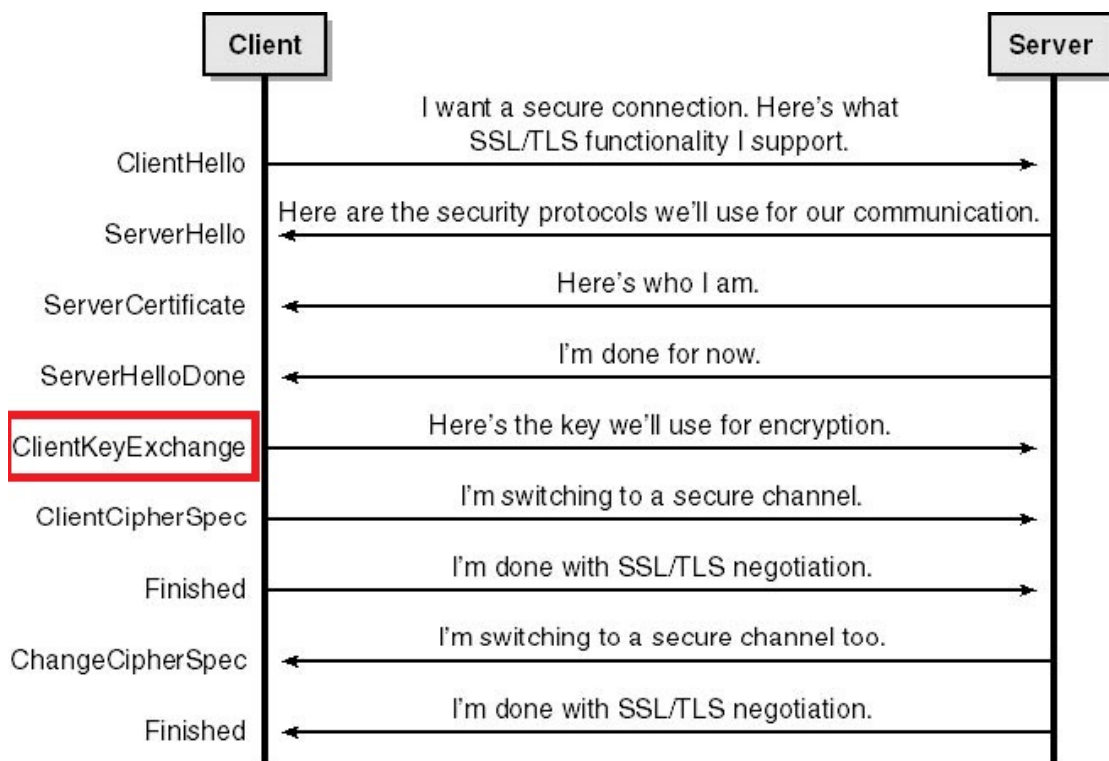 Client
Server
I want a secure connection. Here's what
SSL/TLS functionality I support.
ClientHello
Here are the security protocols we'll use for our communication.
ServerHello
Here's who I am.
ServerCertificate
I'm done for now.
ServerHelloDone
Here's the key we'll use for encryption.
ClientKeyExchange
I'm switching to a secure channel.
ClientCipherSpec
I'm done with SSL/TLS negotiation.
Finished
I'm switching to a secure channel too.
ChangeCipherSpec
I'm done with SSL/TLS negotiation.
Finished